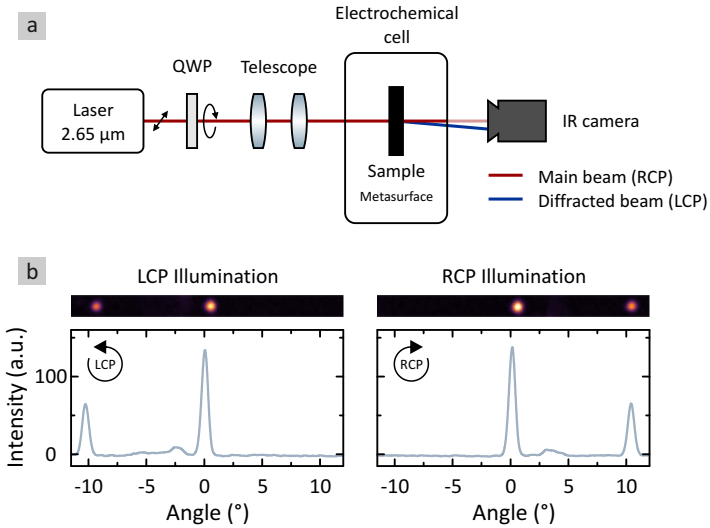 a
Electrochemical
cell
QWP
Telescope
Laser
2.65 µm
IR camera
Sample
Metasurface
Main beam (RCP)
Diffracted beam (LCP)
b
LCP Illumination
RCP Illumination
Intensity (a.u.)
100
0
LCP
RCP
-10 -5 0 5 10
-10 -5 0 5 10
Angle (°)
Angle (°)